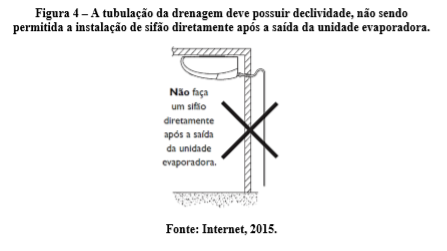 Figura 4 – A tubulação da drenagem deve possuir declividade, não sendo
permitida a instalação de sifão diretamente após a saída da unidade evaporadora.
Não faça
um sifão
diretamente
após a saída
da unidade
evaporadora.
Fonte: Internet, 2015.